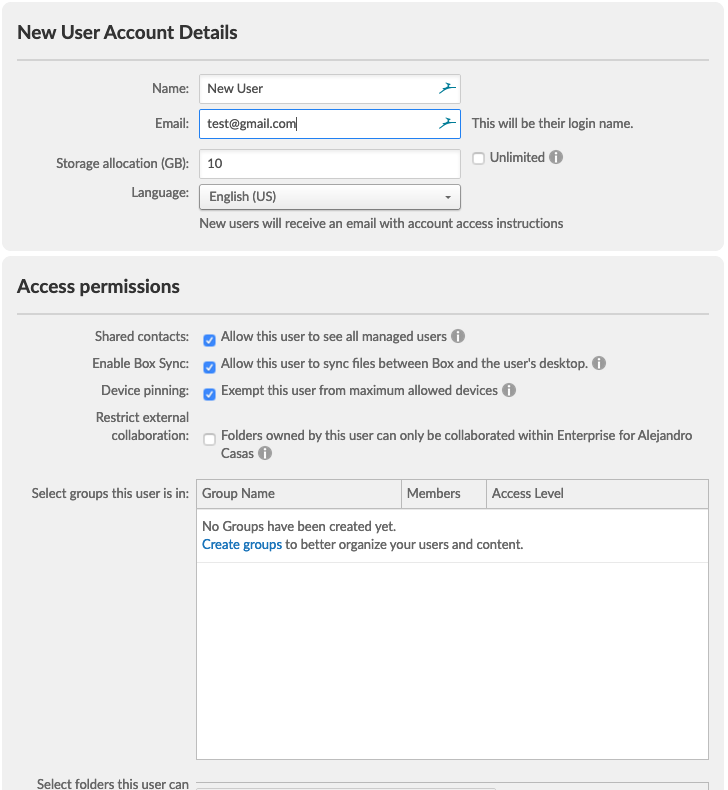 New User Account Details
Name: New User
Email: test@gmail.com This will be their login name.
Storage allocation (GB): 10 Unlimited
Language: English (US)
New users will receive an email with account access instructions
Access permissions
Shared contacts: Allow this user to see all managed users
Enable Box Sync: Allow this user to sync files between Box and the user's desktop.
Device pinning: Exempt this user from maximum allowed devices
Restrict external
collaboration: Folders owned by this user can only be collaborated within Enterprise for Alejandro
Casas
Select groups this user is in: Group Name Members Access Level
No Groups have been created yet.
Create groups to better organize your users and content.
Select folders this user can